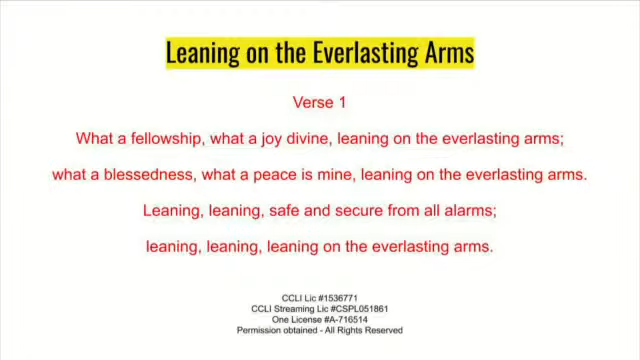 Leaning on the Everlasting Arms
Verse 1
What a fellowship, what a joy divine, leaning on the everlasting arms;
what a blessedness, what a peace is mine, leaning on the everlasting arms.
Leaning, leaning, safe and secure from all alarms;
leaning, leaning, leaning on the everlasting arms.
CCLI Lic #1536771
CCLI Streaming Lic #CSPL051861
One License #A-716514
Permission obtained - All Rights Reserved